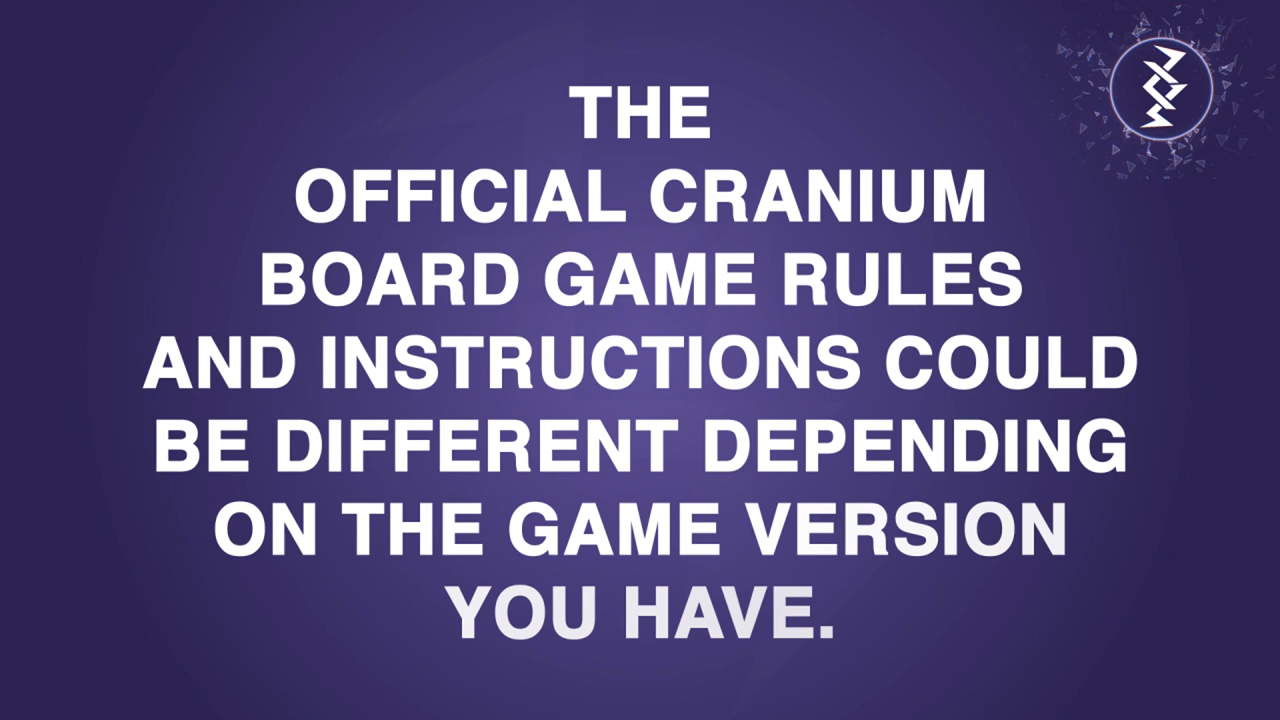 THE
OFFICIAL CRANIUM
BOARD GAME RULES
AND INSTRUCTIONS COULD
BE DIFFERENT DEPENDING
ON THE GAME VERSION
YOU HAVE.